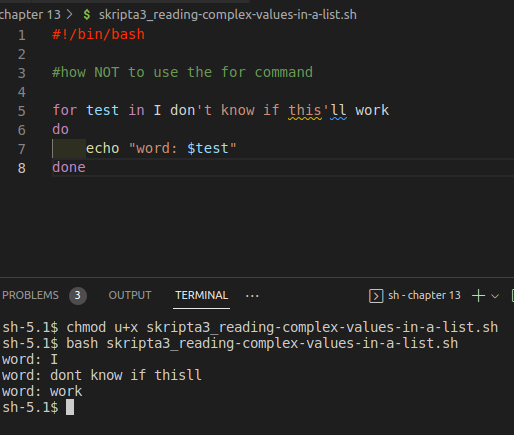 chapter 13 > $ skripta3_reading-complex-values-in-a-list.sh
1 #!/bin/bash
2
3 #how NOT to use the for command
4
5 for test in I don't know if this'll work
6 do
7 echo "word: $test"
8 done
PROBLEMS 3 OUTPUT TERMINAL ··· sh - chapter 13
sh-5.1$ chmod u+x skripta3_reading-complex-values-in-a-list.sh
sh-5.1$ bash skripta3_reading-complex-values-in-a-list.sh
word: I
word: dont know if thisll
word: work
sh-5.1$